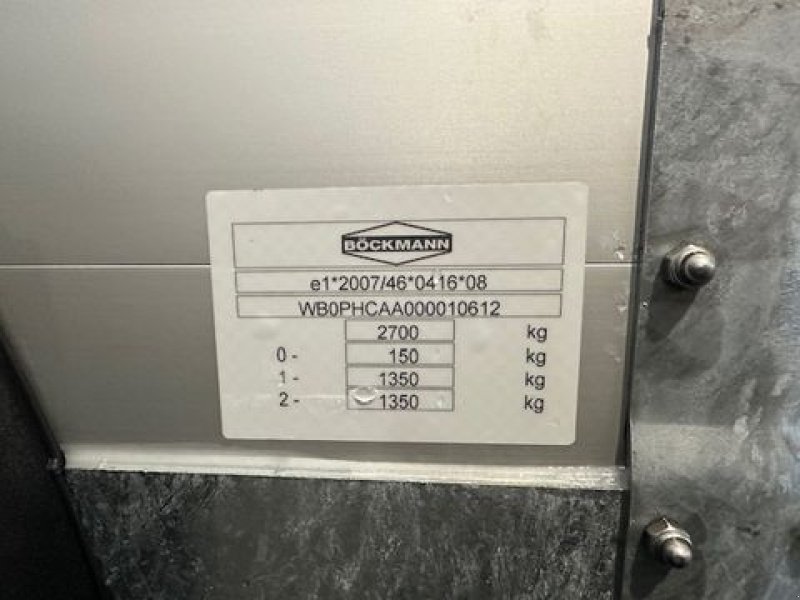 BÖCKMANN
e1*2007/46*0416*08
WB0PHCAA000010612
2700 kg
0 - 150 kg
1 - 1350 kg
2 - 1350 kg